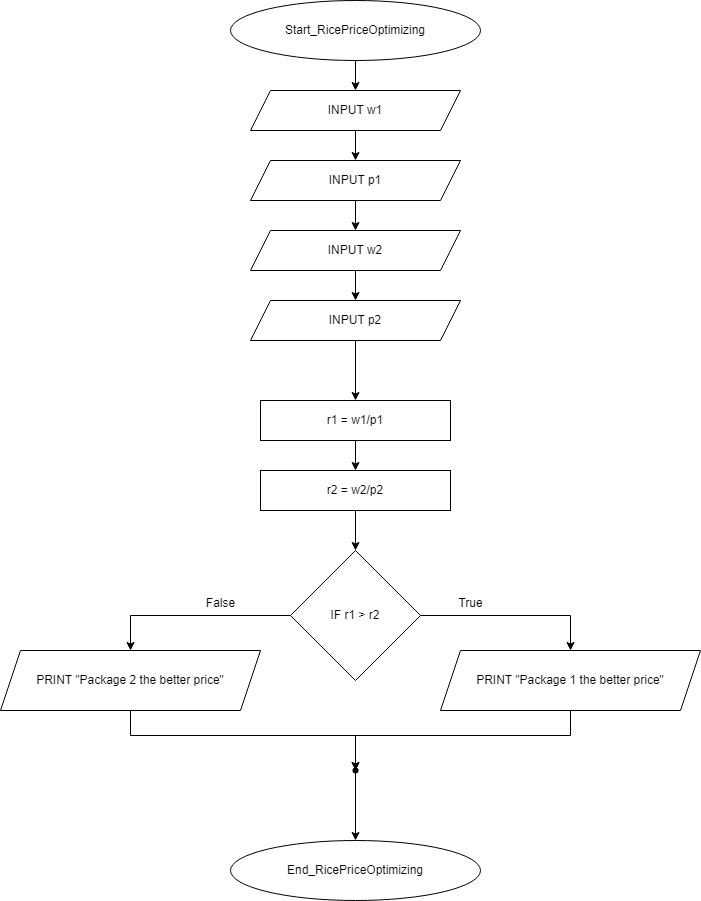 Start_RicePriceOptimizing
INPUT w1
INPUT p1
INPUT w2
INPUT p2
r1 = w1/p1
r2 = w2/p2
IF r1 > r2
False
True
PRINT "Package 2 the better price"
PRINT "Package 1 the better price"
End_RicePriceOptimizing